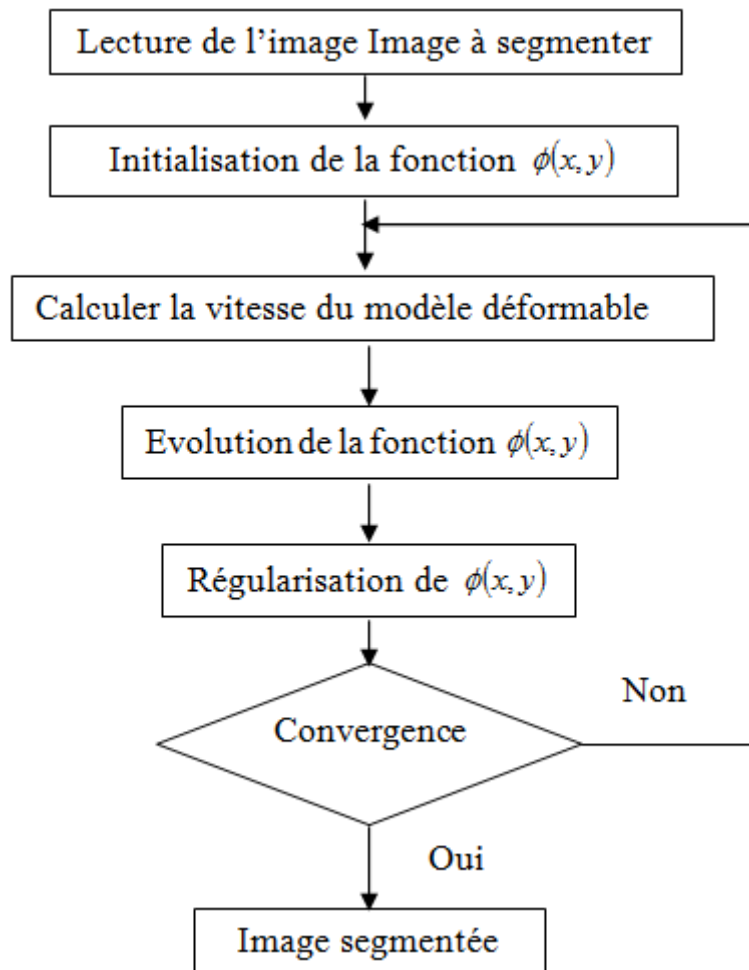 Lecture de l’image Image à segmenter
Initialisation de la fonction ϕ(x, y)
Calculer la vitesse du modèle déformable
Evolution de la fonction ϕ(x, y)
Régularisation de ϕ(x, y)
Convergence
Non
Oui
Image segmentée